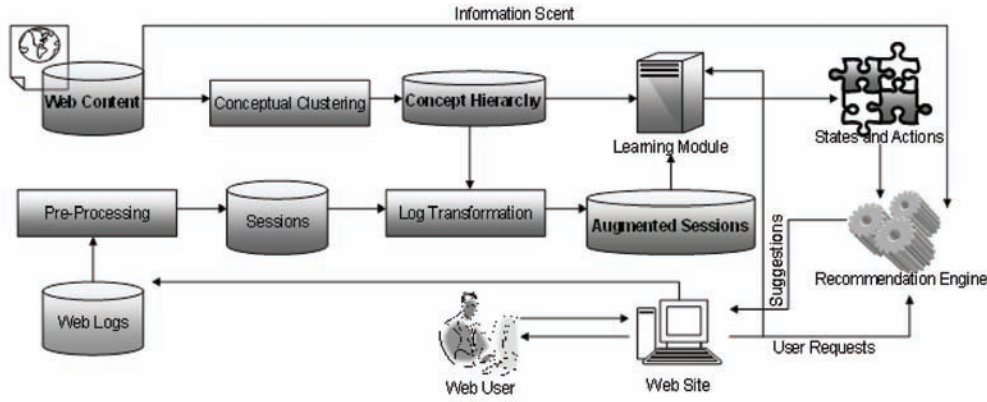 Information Scent
Web Content
Conceptual Clustering
Concept Hierarchy
Learning Module
States and Actions
Pre-Processing
Sessions
Log Transformation
Augmented Sessions
Suggestions
Recommendation Engine
Web Logs
User Requests
Web User
Web Site